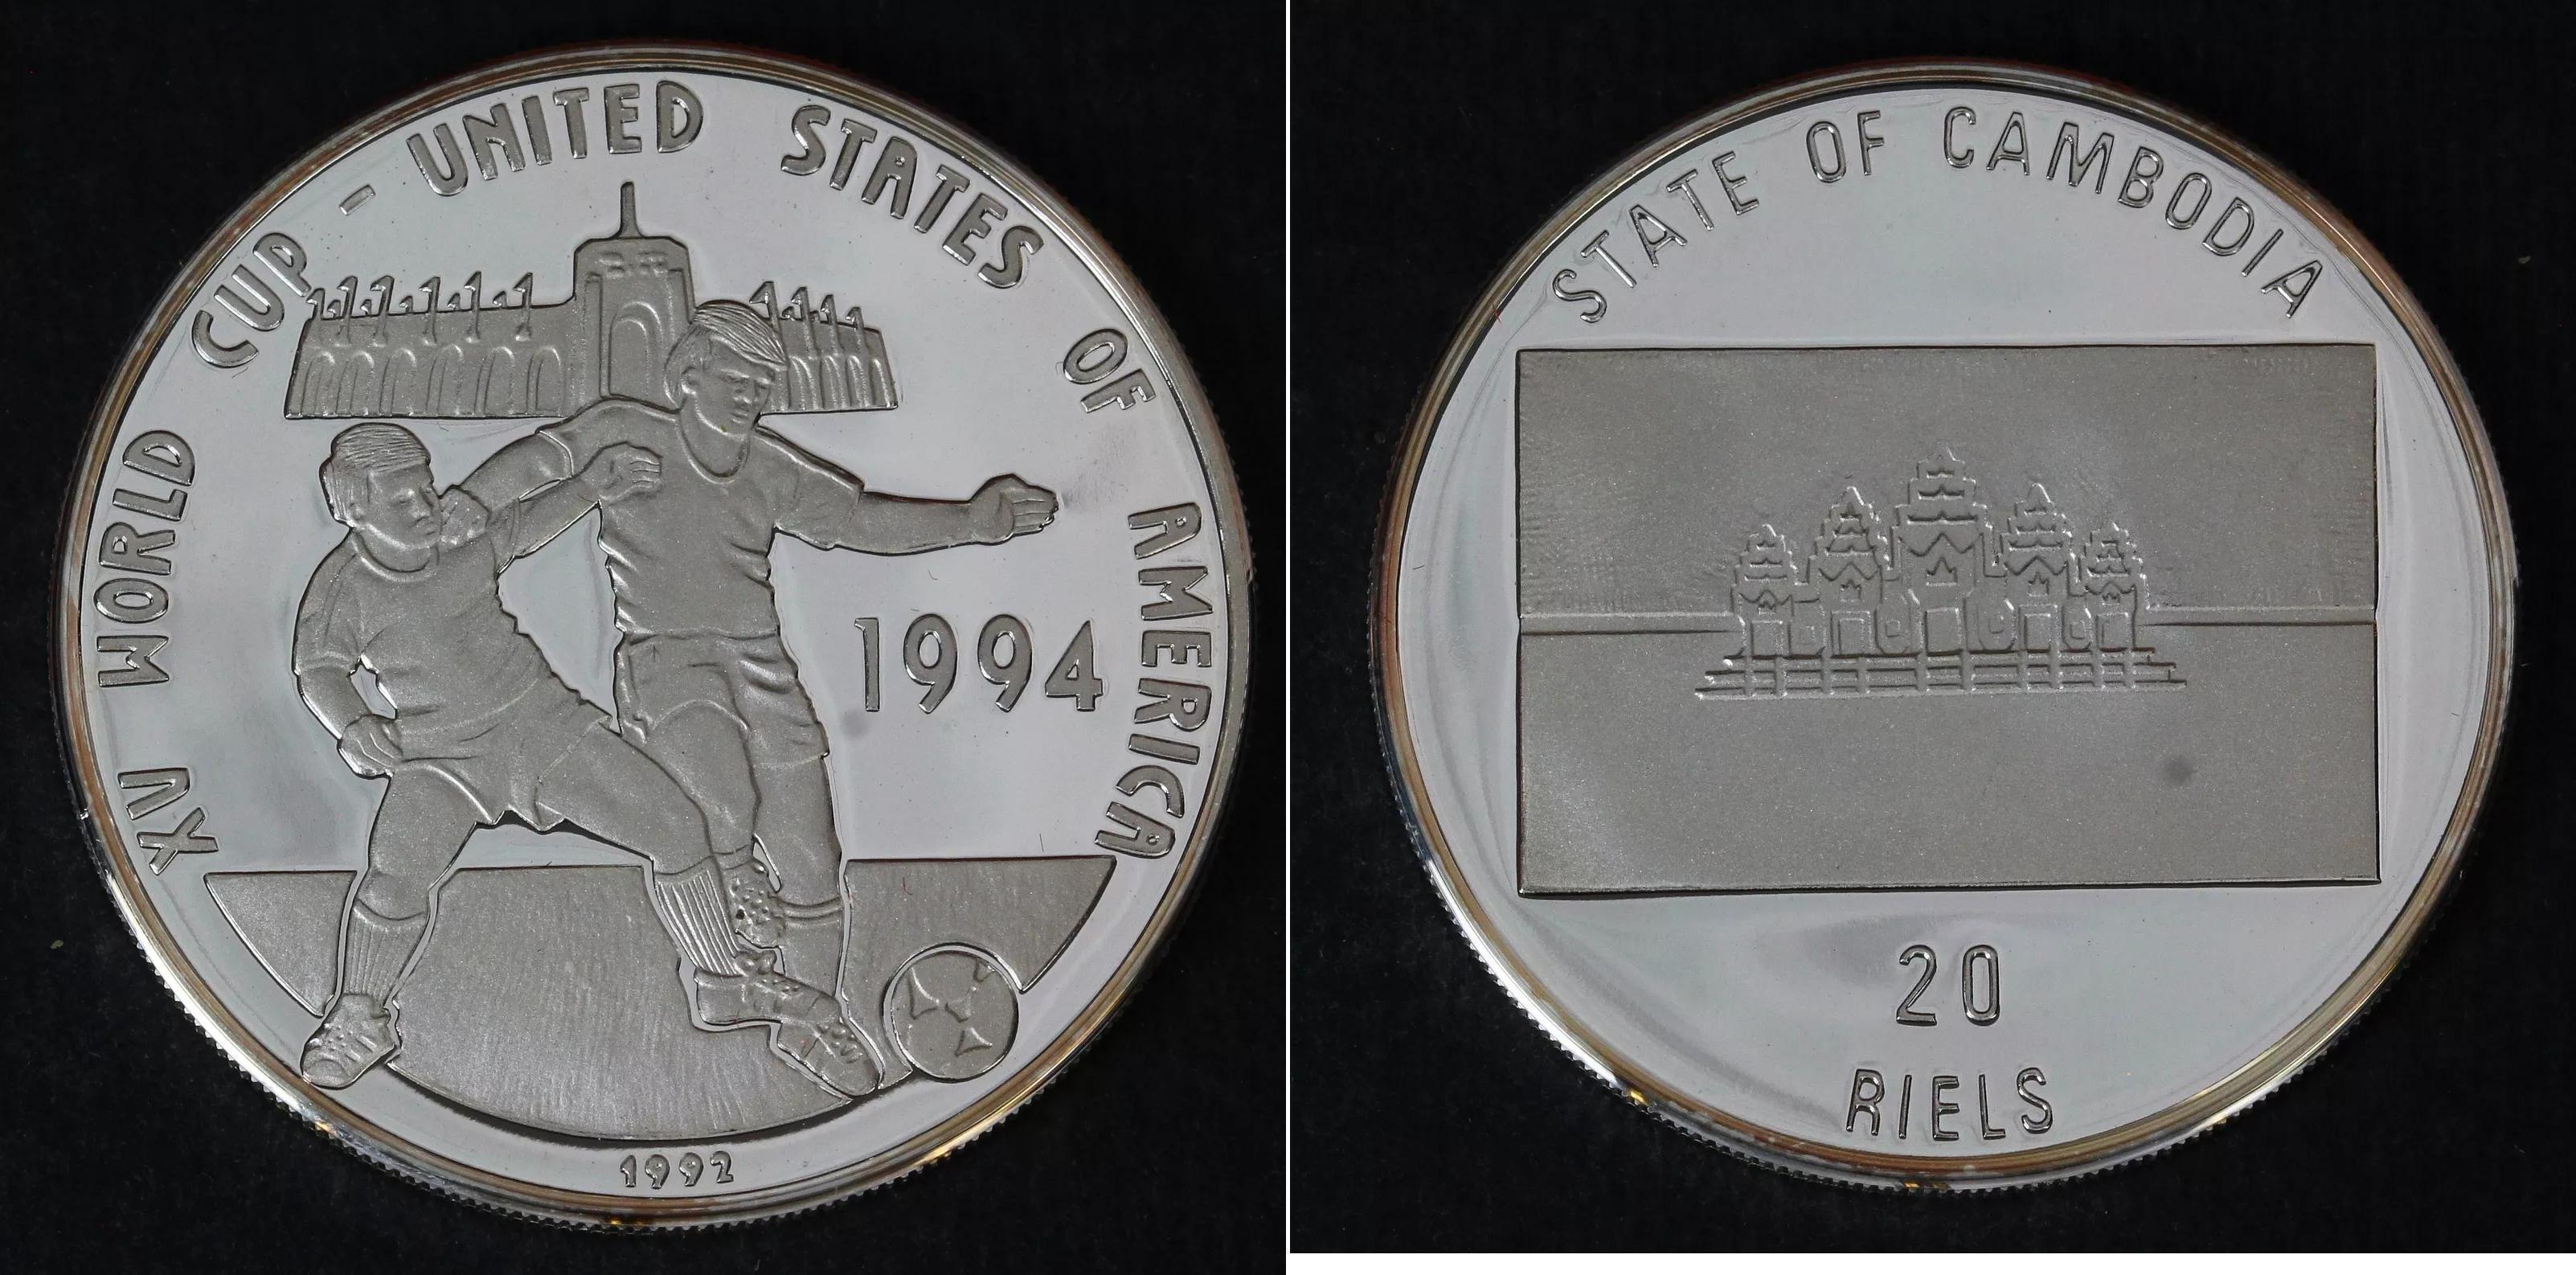 XV WORLD CUP - UNITED STATES OF AMERICA
1994
1992
STATE OF CAMBODIA
20
RIELS